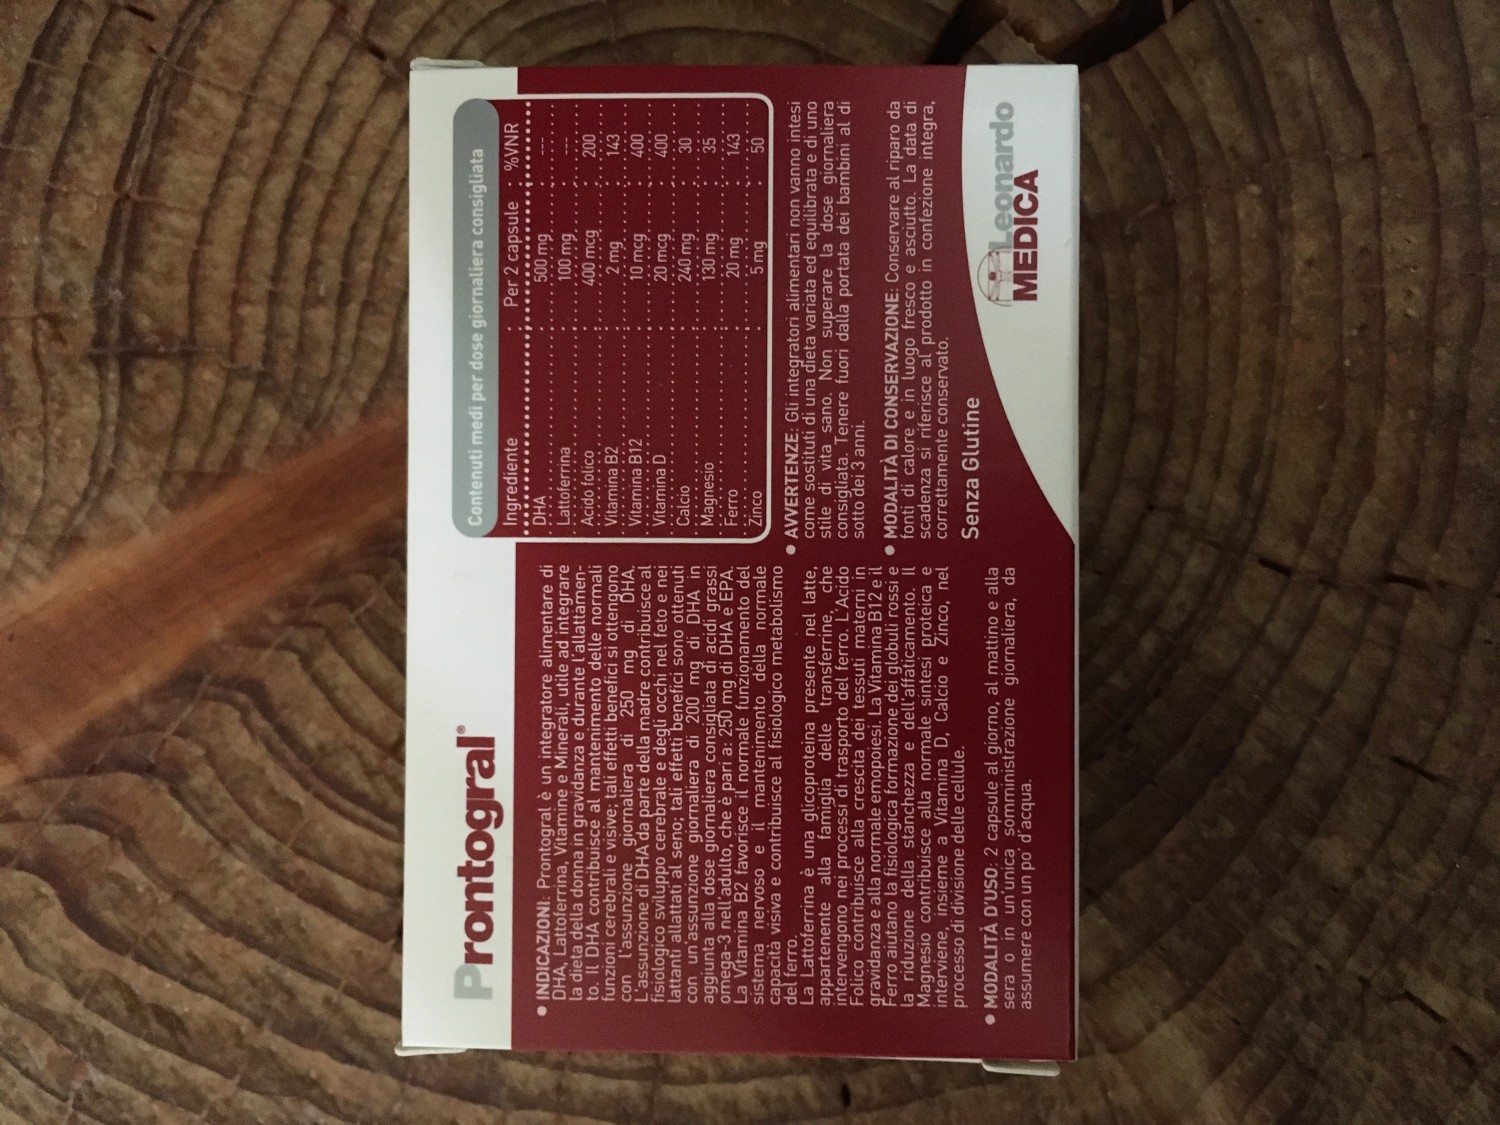 Prontogral®
• INDICAZIONI: Prontogral è un integratore alimentare di
DHA, Lattoferrina, Vitamine e Minerali, utile ad integrare
la dieta della donna in gravidanza e durante l'allattamen-
to. Il DHA contribuisce al mantenimento delle normali
funzioni cerebrali e visive; tali effetti benefici si ottengono
con l'assunzione giornaliera di 250 mg di DHA.
L'assunzione di DHA da parte della madre contribuisce al
fisiologico sviluppo cerebrale e degli occhi nel feto e nei
lattanti allattati al seno; tali effetti benefici sono ottenuti
con un'assunzione giornaliera di 200 mg di DHA in
aggiunta alla dose giornaliera consigliata di acidi grassi
omega-3 nell'adulto, che è pari a: 250 mg di DHA e EPA.
La Vitamina B2 favorisce il normale funzionamento del
sistema nervoso e il mantenimento della normale
capacità visiva e contribuisce al fisiologico metabolismo
del ferro.
La Lattoferrina è una glicoproteina presente nel latte,
appartenente alla famiglia delle transferrine, che
intervengono nei processi di trasporto del ferro. L'Acido
Folico contribuisce alla crescita dei tessuti materni in
gravidanza e alla normale emopoiesi. La Vitamina B12 e il
Ferro aiutano la fisiologica formazione dei globuli rossi e
la riduzione della stanchezza e dell'affaticamento. Il
Magnesio contribuisce alla normale sintesi proteica e
interviene, insieme a Vitamina D, Calcio e Zinco, nel
processo di divisione delle cellule.
• MODALITÀ D'USO: 2 capsule al giorno, al mattino e alla
sera o in un'unica somministrazione giornaliera, da
assumere con un po' d'acqua.
Contenuti medi per dose giornaliera consigliata
Ingrediente Per 2 capsule %VNR
DHA 500 mg ---
Lattoferrina 100 mg ---
Acido folico 400 mcg 200
Vitamina B2 2 mg 143
Vitamina B12 10 mcg 400
Vitamina D 20 mcg 400
Calcio 240 mg 30
Magnesio 130 mg 35
Ferro 20 mg 143
Zinco 5 mg 50
• AVVERTENZE: Gli integratori alimentari non vanno intesi
come sostituti di una dieta variata ed equilibrata e di uno
stile di vita sano. Non superare la dose giornaliera
consigliata. Tenere fuori dalla portata dei bambini al di
sotto dei 3 anni.
• MODALITÀ DI CONSERVAZIONE: Conservare al riparo da
fonti di calore e in luogo fresco e asciutto. La data di
scadenza si riferisce al prodotto in confezione integra,
correttamente conservato.
Senza Glutine
Leonardo
MEDICA